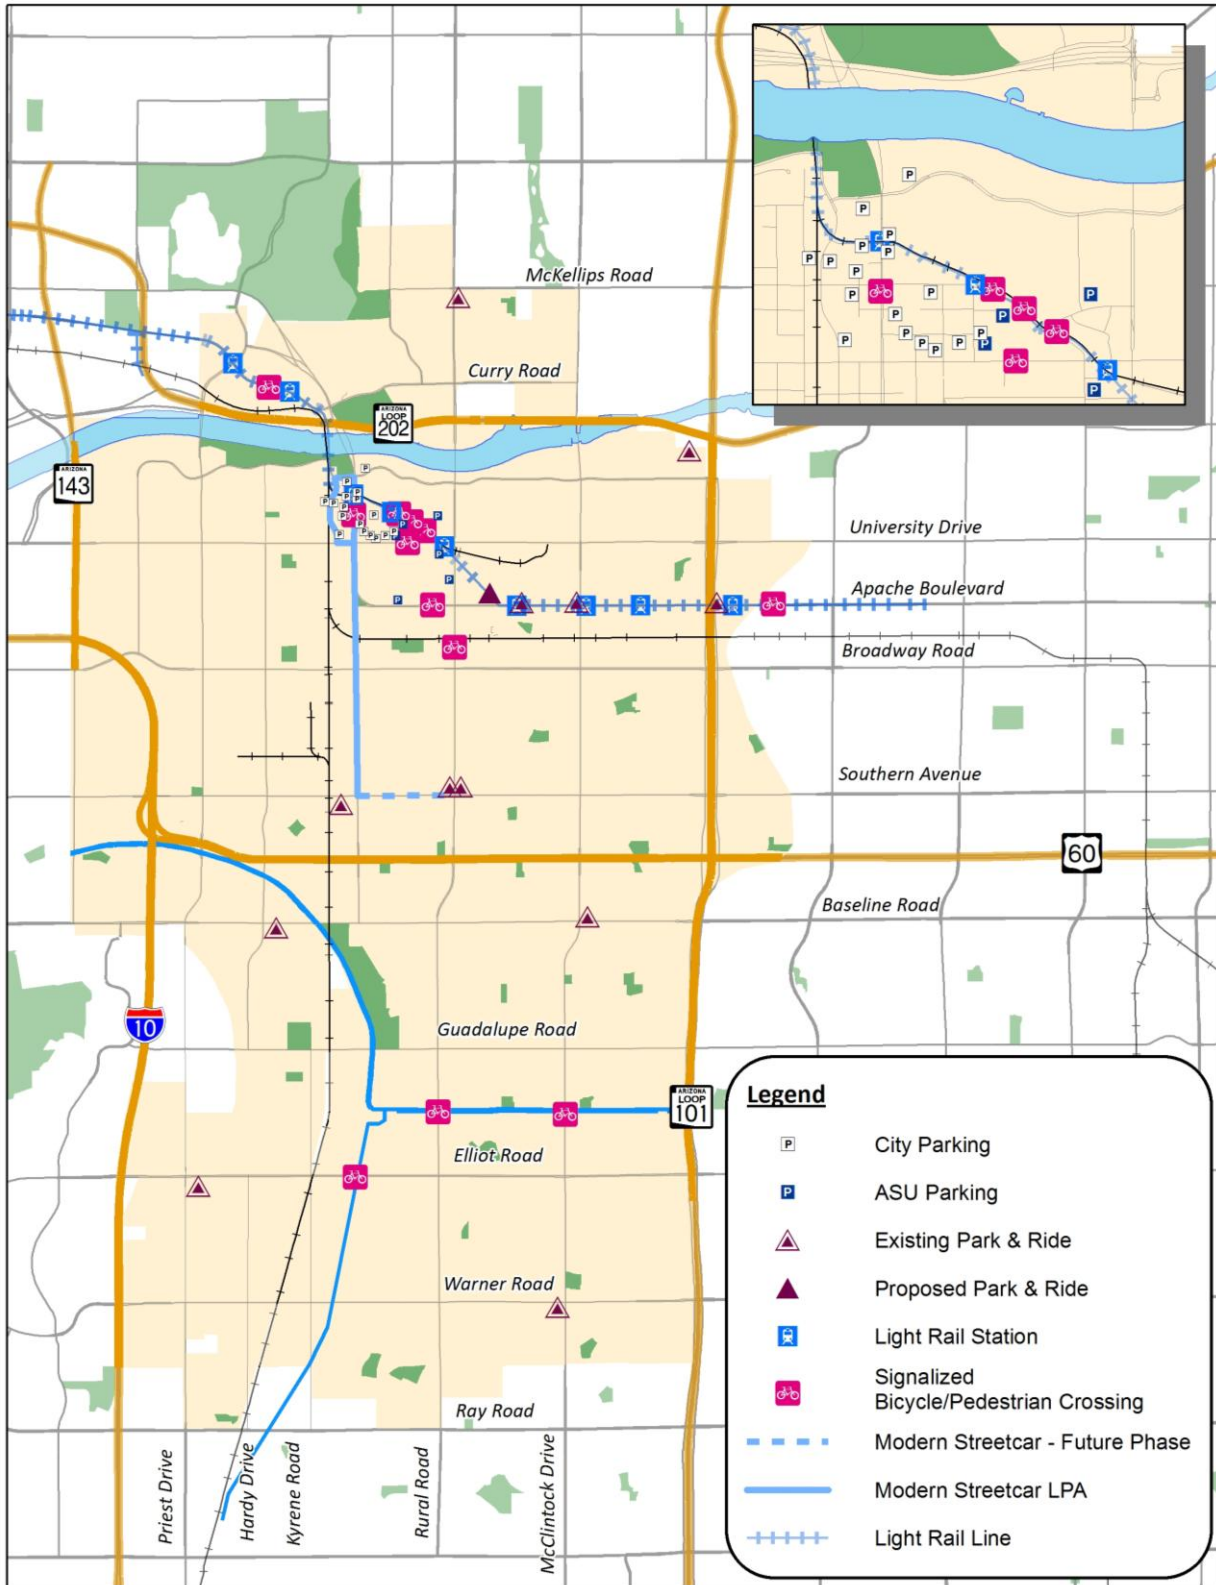 McKellips Road
Curry Road
ARIZONA
LOOP
202
ARIZONA
143
University Drive
Apache Boulevard
Broadway Road
Southern Avenue
60
Baseline Road
10
Guadalupe Road
ARIZONA
LOOP
101
Elliot Road
Warner Road
Ray Road
Priest Drive
Hardy Drive
Kyrene Road
Rural Road
McClintock Drive
Legend
P City Parking
P ASU Parking
Existing Park & Ride
Proposed Park & Ride
Light Rail Station
Signalized
Bicycle/Pedestrian Crossing
Modern Streetcar - Future Phase
Modern Streetcar LPA
Light Rail Line